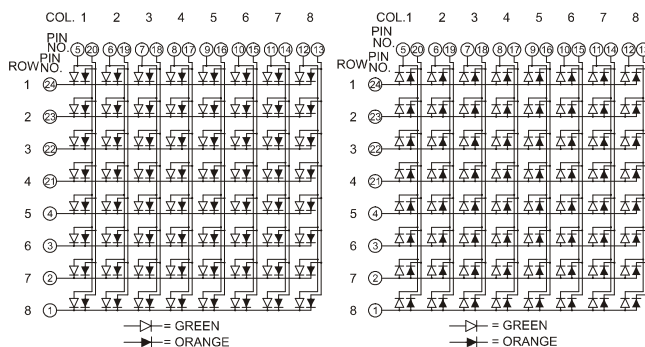 COL. 1 2 3 4 5 6 7 8
PIN NO. 5 20 6 19 7 18 8 17 9 16 10 15 11 14 12 13
ROW PIN NO.
1 24
2 23
3 22
4 21
5 4
6 3
7 2
8 1
= GREEN
= ORANGE
COL.1 2 3 4 5 6 7 8
PIN NO. 5 20 6 19 7 18 8 17 9 16 10 15 11 14 12 13
ROW PIN NO.
1 24
2 23
3 22
4 21
5 4
6 3
7 2
8 1
= GREEN
= ORANGE